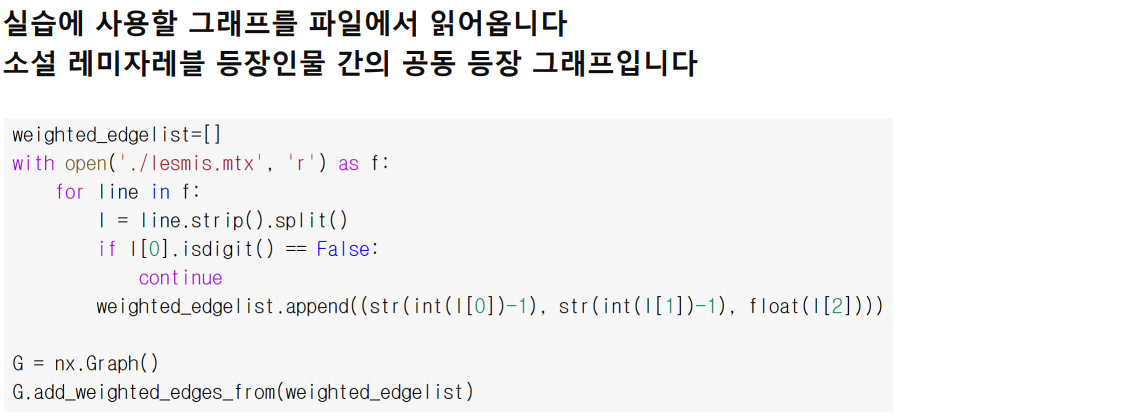 실습에 사용할 그래프를 파일에서 읽어옵니다
소설 레미자레블 등장인물 간의 공동 등장 그래프입니다
weighted_edgelist=[]
with open('./lesmis.mtx', 'r') as f:
    for line in f:
        l = line.strip().split()
        if l[0].isdigit() == False:
            continue
        weighted_edgelist.append((str(int(l[0])-1), str(int(l[1])-1), float(l[2])))
G = nx.Graph()
G.add_weighted_edges_from(weighted_edgelist)